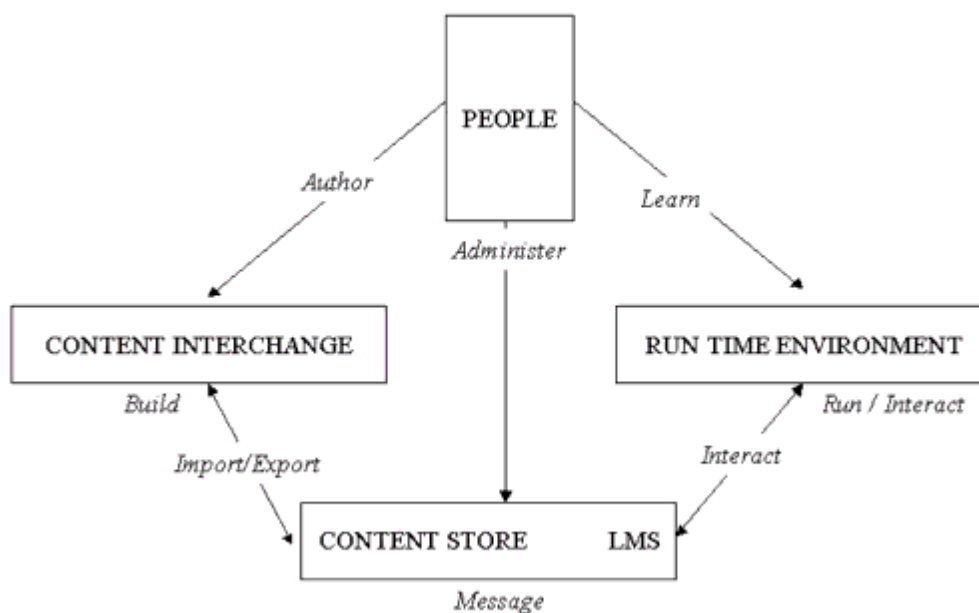 PEOPLE
Author
Learn
Administer
CONTENT INTERCHANGE
RUN TIME ENVIRONMENT
Build
Run / Interact
Import/Export
Interact
CONTENT STORE LMS
Message